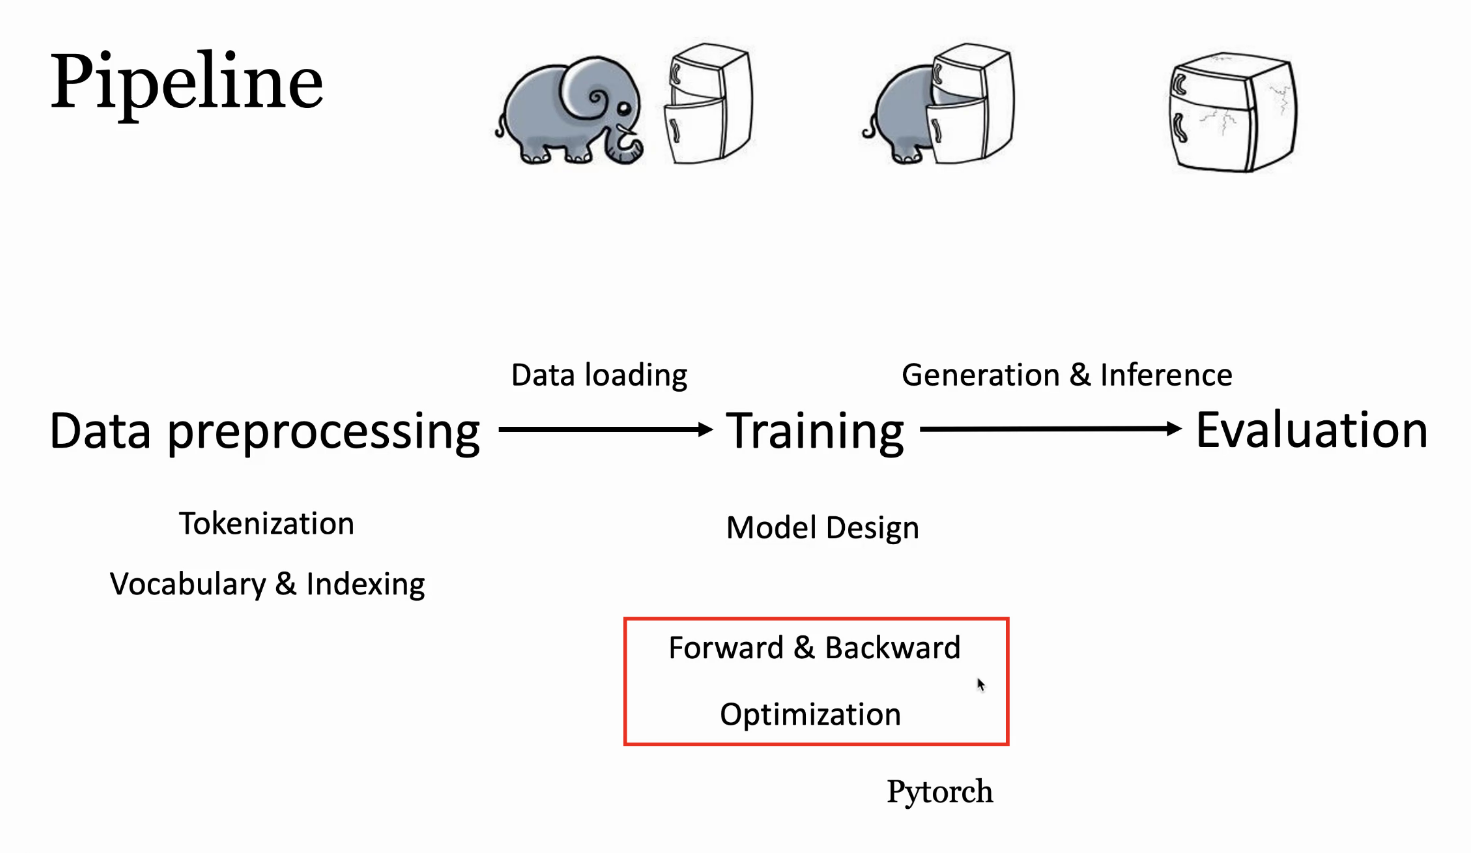 Pipeline
Data loading
Generation & Inference
Data preprocessing
Training
Evaluation
Tokenization
Model Design
Vocabulary & Indexing
Forward & Backward
Optimization
Pytorch